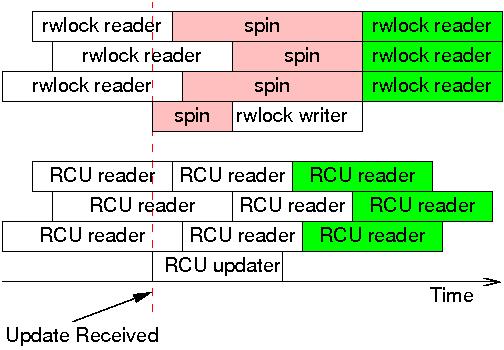 rwlock reader spin rwlock reader
rwlock reader spin rwlock reader
rwlock reader spin rwlock reader
spin rwlock writer
RCU reader RCU reader RCU reader
RCU reader RCU reader RCU reader
RCU reader RCU reader RCU reader
RCU updater
Time
Update Received